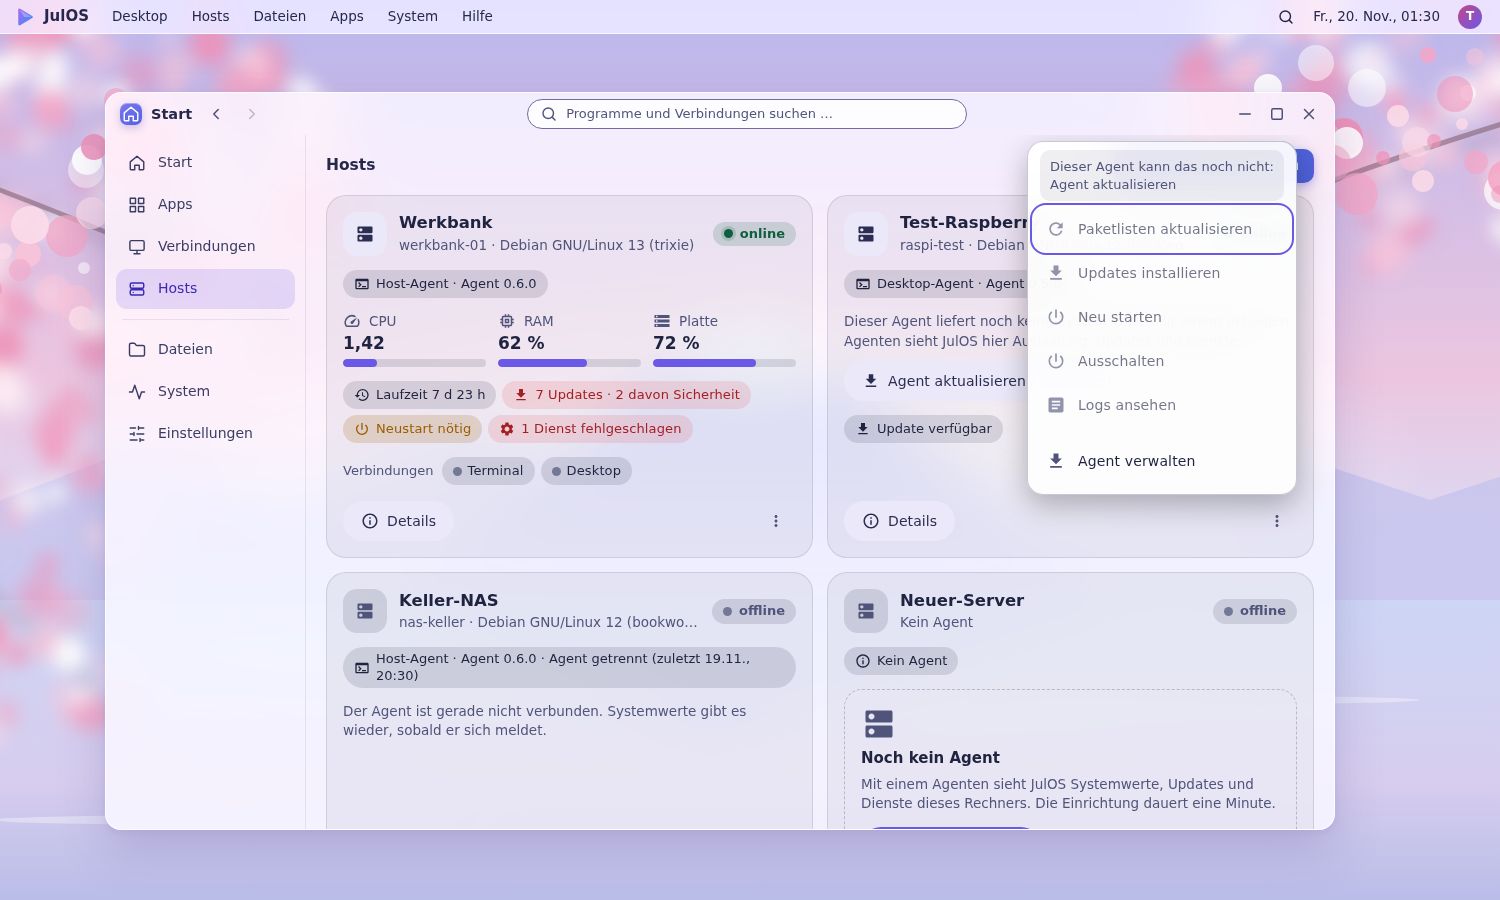 JulOS Desktop Hosts Dateien Apps System Hilfe Fr., 20. Nov., 01:30 T
Start Programme und Verbindungen suchen ...
Start
Apps
Verbindungen
Hosts
Dateien
System
Einstellungen
Hosts
Werkbank
werkbank-01 · Debian GNU/Linux 13 (trixie)
online
Host-Agent · Agent 0.6.0
CPU RAM Platte
1,42 62 % 72 %
Laufzeit 7 d 23 h 7 Updates · 2 davon Sicherheit
Neustart nötig 1 Dienst fehlgeschlagen
Verbindungen Terminal Desktop
Details
Test-Raspberr
raspi-test · Debian
Desktop-Agent · Agent
Dieser Agent liefert noch
Agenten sieht JulOS hier
Agent aktualisieren
Update verfügbar
Details
Dieser Agent kann das noch nicht:
Agent aktualisieren
Paketlisten aktualisieren
Updates installieren
Neu starten
Ausschalten
Logs ansehen
Agent verwalten
Keller-NAS
nas-keller · Debian GNU/Linux 12 (bookwo...
offline
Host-Agent · Agent 0.6.0 · Agent getrennt (zuletzt 19.11.,
20:30)
Der Agent ist gerade nicht verbunden. Systemwerte gibt es
wieder, sobald er sich meldet.
Neuer-Server
Kein Agent
offline
Kein Agent
Noch kein Agent
Mit einem Agenten sieht JulOS Systemwerte, Updates und
Dienste dieses Rechners. Die Einrichtung dauert eine Minute.